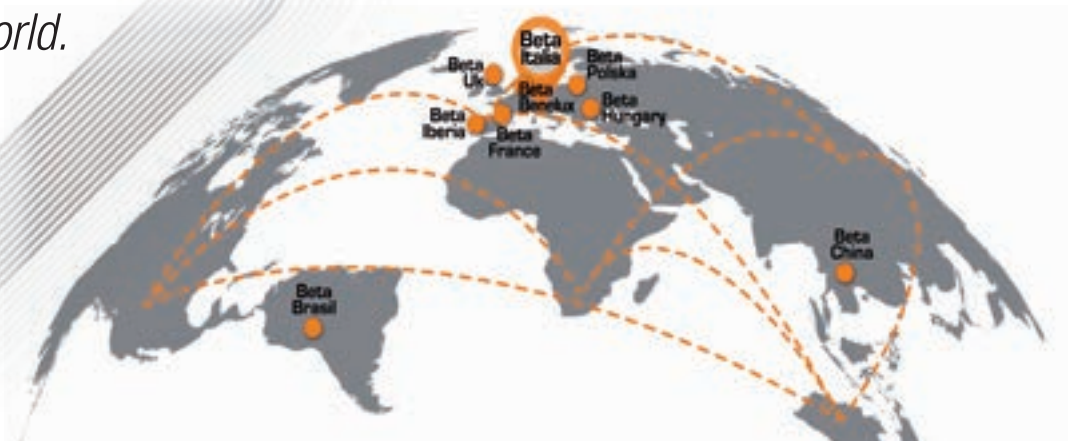 orld.
Beta
Italia
Beta
Uk
Beta
Polska
Beta
Benelux
Beta
Hungary
Beta
Iberia
Beta
France
Beta
China
Beta
Brasil